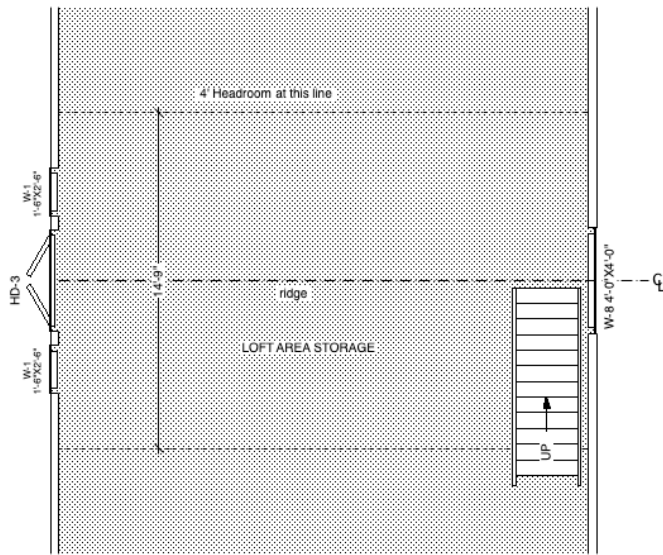 4' Headroom at this line
W-1
1'-6"X2'-6"
HD-3
14'-9"
ridge
℄
W-8 4'-0"X4'-0"
W-1
1'-6"X2'-6"
LOFT AREA STORAGE
UP